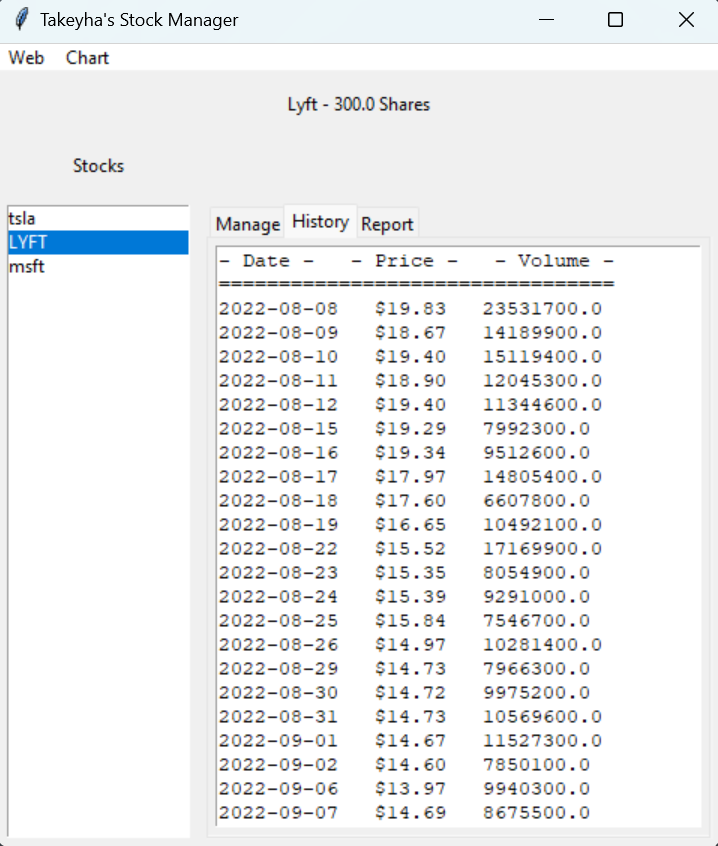 Takeyha's Stock Manager
Web Chart
Lyft - 300.0 Shares
Stocks
tsla
LYFT
msft
Manage History Report
- Date -   - Price -   - Volume -
=================================
2022-08-08   $19.83   23531700.0
2022-08-09   $18.67   14189900.0
2022-08-10   $19.40   15119400.0
2022-08-11   $18.90   12045300.0
2022-08-12   $19.40   11344600.0
2022-08-15   $19.29   7992300.0
2022-08-16   $19.34   9512600.0
2022-08-17   $17.97   14805400.0
2022-08-18   $17.60   6607800.0
2022-08-19   $16.65   10492100.0
2022-08-22   $15.52   17169900.0
2022-08-23   $15.35   8054900.0
2022-08-24   $15.39   9291000.0
2022-08-25   $15.84   7546700.0
2022-08-26   $14.97   10281400.0
2022-08-29   $14.73   7966300.0
2022-08-30   $14.72   9975200.0
2022-08-31   $14.73   10569600.0
2022-09-01   $14.67   11527300.0
2022-09-02   $14.60   7850100.0
2022-09-06   $13.97   9940300.0
2022-09-07   $14.69   8675500.0